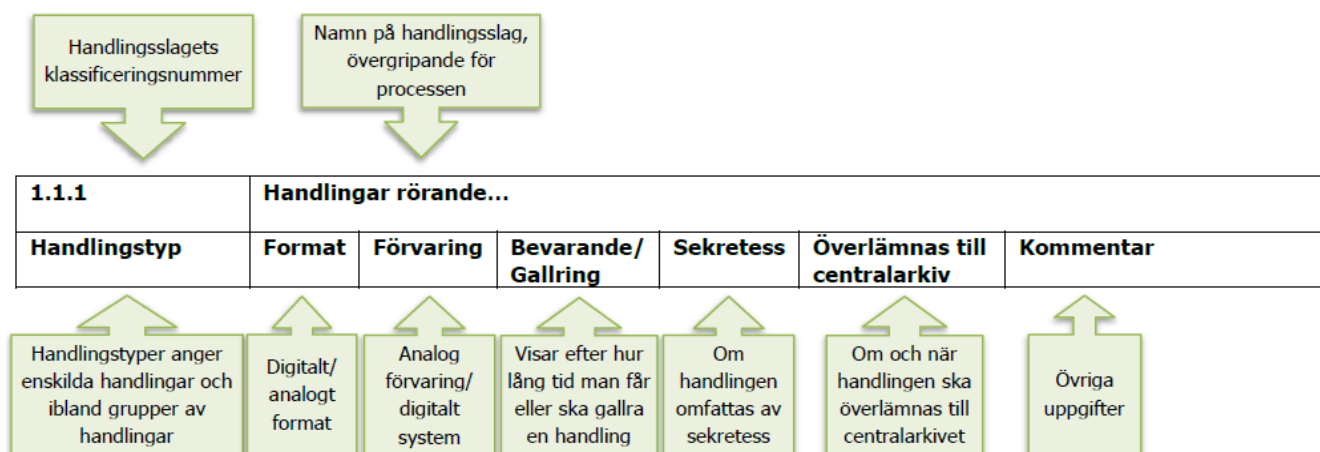 Handlingsslagets
klassificeringsnummer
Namn på handlingsslag,
övergripande för
processen
1.1.1
Handlingar rörande...
Handlingstyp
Format
Förvaring
Bevarande/
Gallring
Sekretess
Överlämnas till
centralarkiv
Kommentar
Handlingstyper anger
enskilda handlingar och
ibland grupper av
handlingar
Digitalt/
analogt
format
Analog
förvaring/
digitalt
system
Visar efter hur
lång tid man får
eller ska gallra
en handling
Om
handlingen
omfattas av
sekretess
Om och när
handlingen ska
överlämnas till
centralarkivet
Övriga
uppgifter